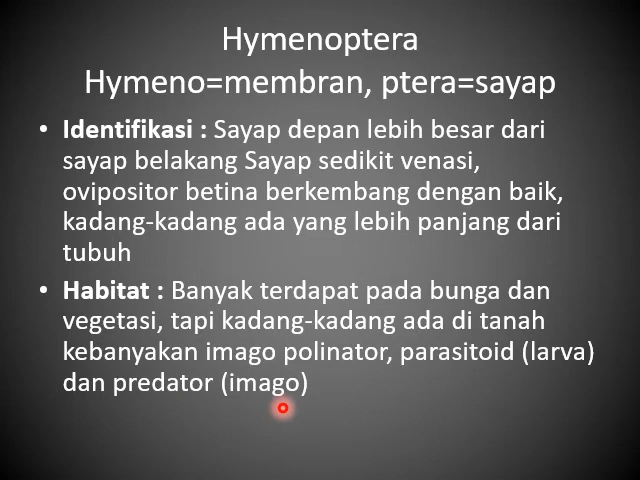 Hymenoptera
Hymeno=membran, ptera=sayap
• Identifikasi : Sayap depan lebih besar dari
sayap belakang Sayap sedikit venasi,
ovipositor betina berkembang dengan baik,
kadang-kadang ada yang lebih panjang dari
tubuh
• Habitat : Banyak terdapat pada bunga dan
vegetasi, tapi kadang-kadang ada di tanah
kebanyakan imago polinator, parasitoid (larva)
dan predator (imago)